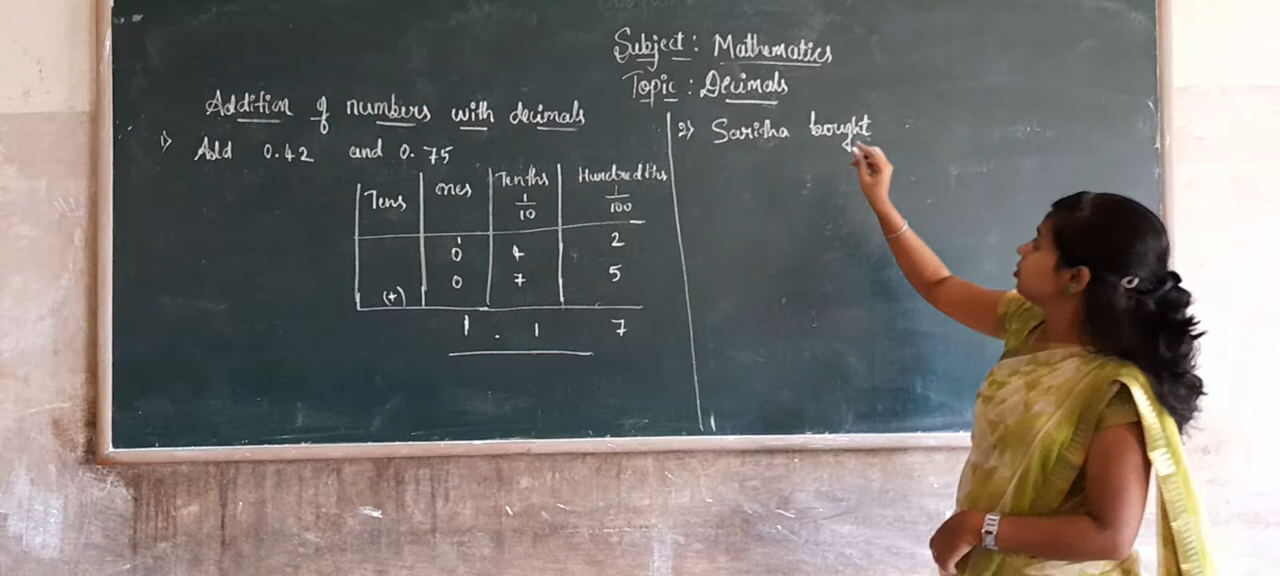 Subject : Mathematics
Topic : Decimals
Addition of numbers with decimals
1) Add 0.42 and 0.75
Tens ones Tenths Hundredths
1/10 1/100
1
0 4 2
0 7 5
(+)
1 . 1 7
2) Saritha bought